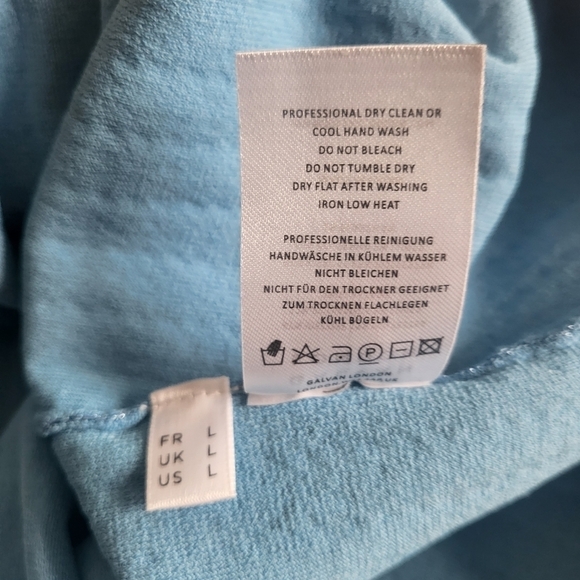 PROFESSIONAL DRY CLEAN OR
COOL HAND WASH
DO NOT BLEACH
DO NOT TUMBLE DRY
DRY FLAT AFTER WASHING
IRON LOW HEAT
PROFESSIONELLE REINIGUNG
HANDWÄSCHE IN KÜHLEM WASSER
NICHT BLEICHEN
NICHT FÜR DEN TROCKNER GEEIGNET
ZUM TROCKNEN FLACHLEGEN
KÜHL BÜGELN
P
GALVAN LONDON
LONDON
FR L
UK L
US L